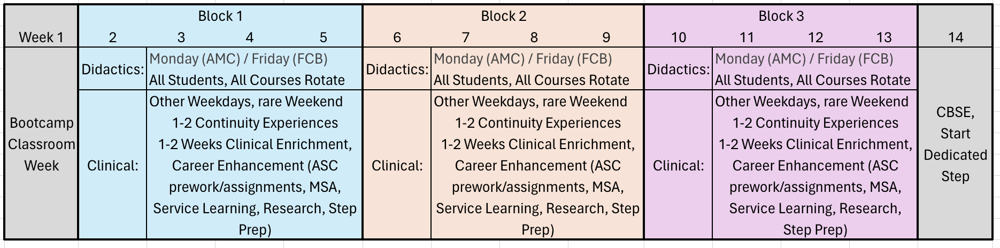 Block 1 Block 2 Block 3
Week 1 2 3 4 5 6 7 8 9 10 11 12 13 14
Bootcamp
Classroom
Week
Didactics:
Monday (AMC) / Friday (FCB)
All Students, All Courses Rotate
Clinical:
Other Weekdays, rare Weekend
1-2 Continuity Experiences
1-2 Weeks Clinical Enrichment,
Career Enhancement (ASC
prework/assignments, MSA,
Service Learning, Research, Step
Prep)
Didactics:
Monday (AMC) / Friday (FCB)
All Students, All Courses Rotate
Clinical:
Other Weekdays, rare Weekend
1-2 Continuity Experiences
1-2 Weeks Clinical Enrichment,
Career Enhancement (ASC
prework/assignments, MSA,
Service Learning, Research, Step
Prep)
Didactics:
Monday (AMC) / Friday (FCB)
All Students, All Courses Rotate
Clinical:
Other Weekdays, rare Weekend
1-2 Continuity Experiences
1-2 Weeks Clinical Enrichment,
Career Enhancement (ASC
prework/assignments, MSA,
Service Learning, Research,
Step Prep)
CBSE,
Start
Dedicated
Step